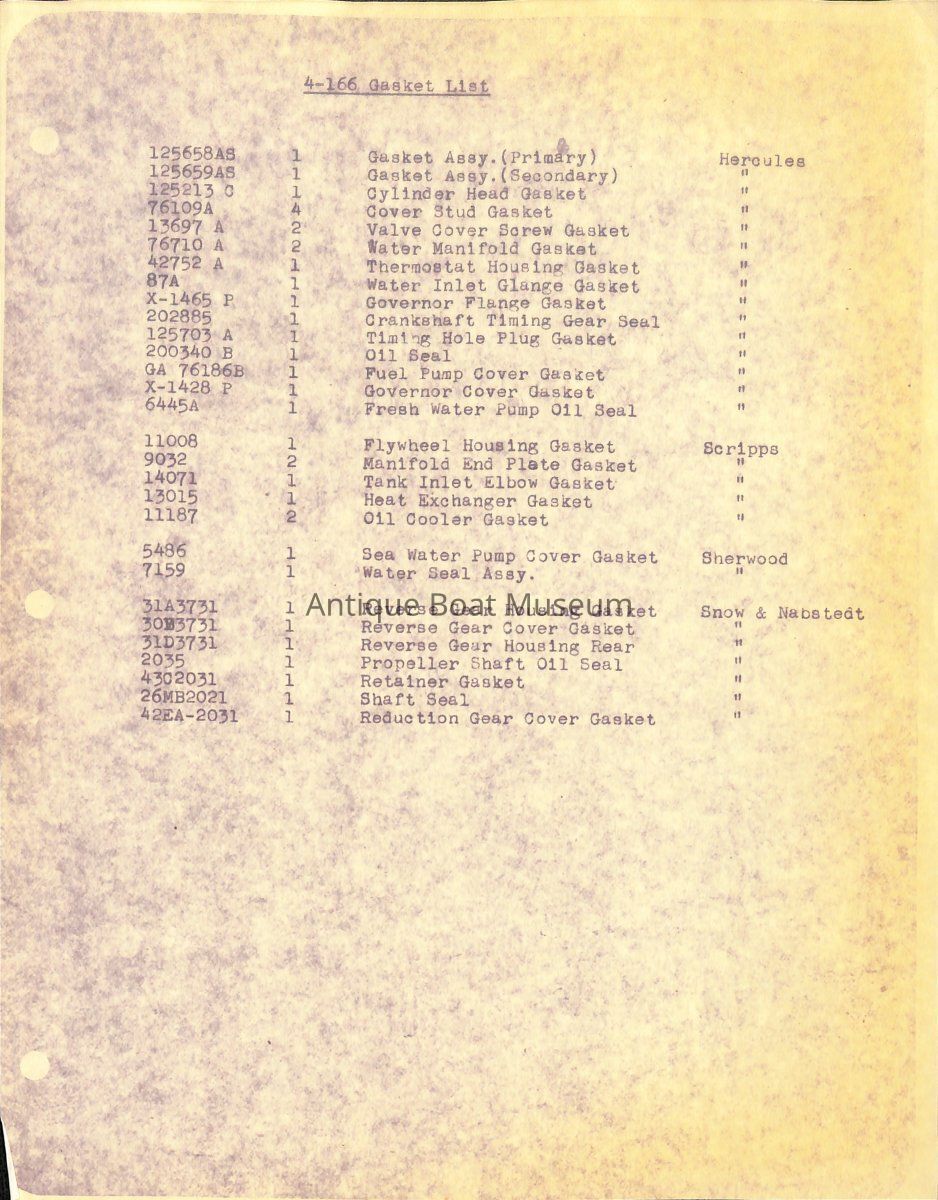 4-166 Gasket List
125658AS 1 Gasket Assy.(Primary) Hercules
125659AS 1 Gasket Assy.(Secondary) "
125213 C 1 Cylinder Head Gasket "
76109A 4 Cover Stud Gasket "
13697 A 2 Valve Cover Screw Gasket "
76710 A 2 Water Manifold Gasket "
42752 A 1 Thermostat Housing Gasket "
87A 1 Water Inlet Glange Gasket "
X-1465 P 1 Governor Flange Gasket "
202885 1 Crankshaft Timing Gear Seal "
125703 A 1 Timing Hole Plug Gasket "
200340 B 1 Oil Seal "
GA 76186B 1 Fuel Pump Cover Gasket "
X-1428 P 1 Governor Cover Gasket "
6445A 1 Fresh Water Pump Oil Seal "
11008 1 Flywheel Housing Gasket Scripps
9032 2 Manifold End Plate Gasket "
14071 1 Tank Inlet Elbow Gasket "
13015 1 Heat Exchanger Gasket "
11187 2 Oil Cooler Gasket "
5486 1 Sea Water Pump Cover Gasket Sherwood
7159 1 Water Seal Assy. "
Antique Boat Museum
31A3731 1 Reverse Gear Housing Gasket Snow & Nabstedt
30B3731 1 Reverse Gear Cover Gasket "
31D3731 1 Reverse Gear Housing Rear "
2035 1 Propeller Shaft Oil Seal "
43C2031 1 Retainer Gasket "
26MB2021 1 Shaft Seal "
42EA-2031 1 Reduction Gear Cover Gasket "